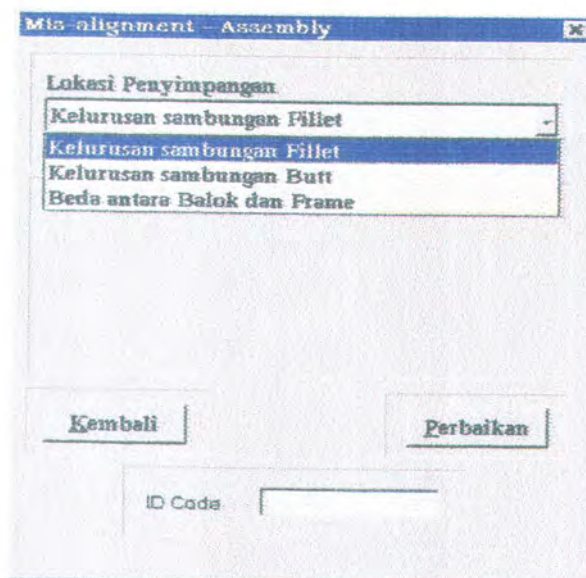 Mis-alignment - Assembly
Lokasi Penyimpangan
Kelurusan sambungan Fillet
Kelurusan sambungan Fillet
Kelurusan sambungan Butt
Beda antara Balok dan Frame
Kembali
Perbaikan
ID Code